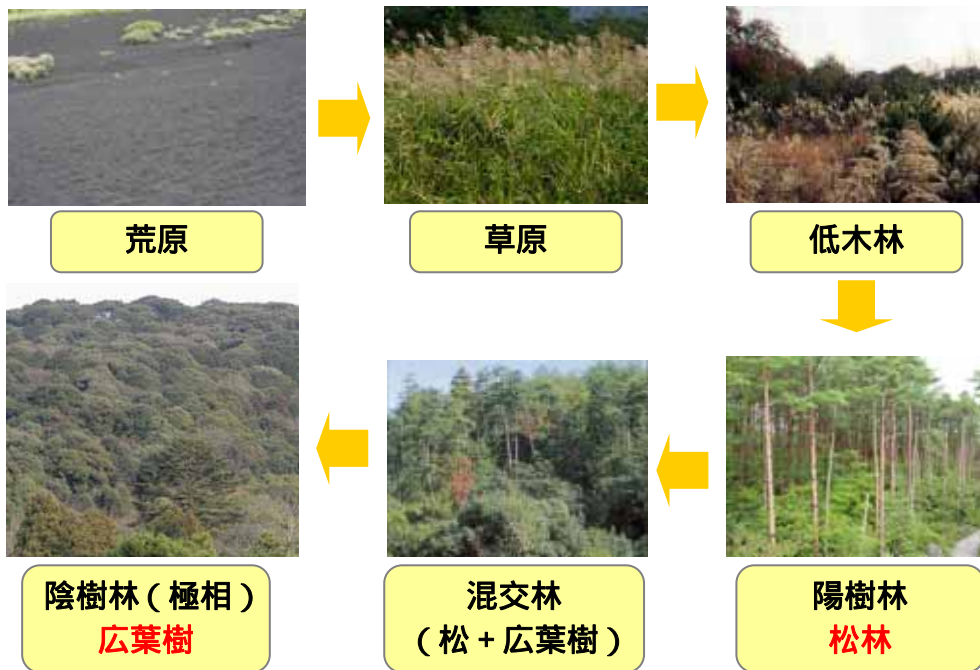 荒原
草原
低木林
陰樹林（極相）
広葉樹
混交林
（松+広葉樹）
陽樹林
松林